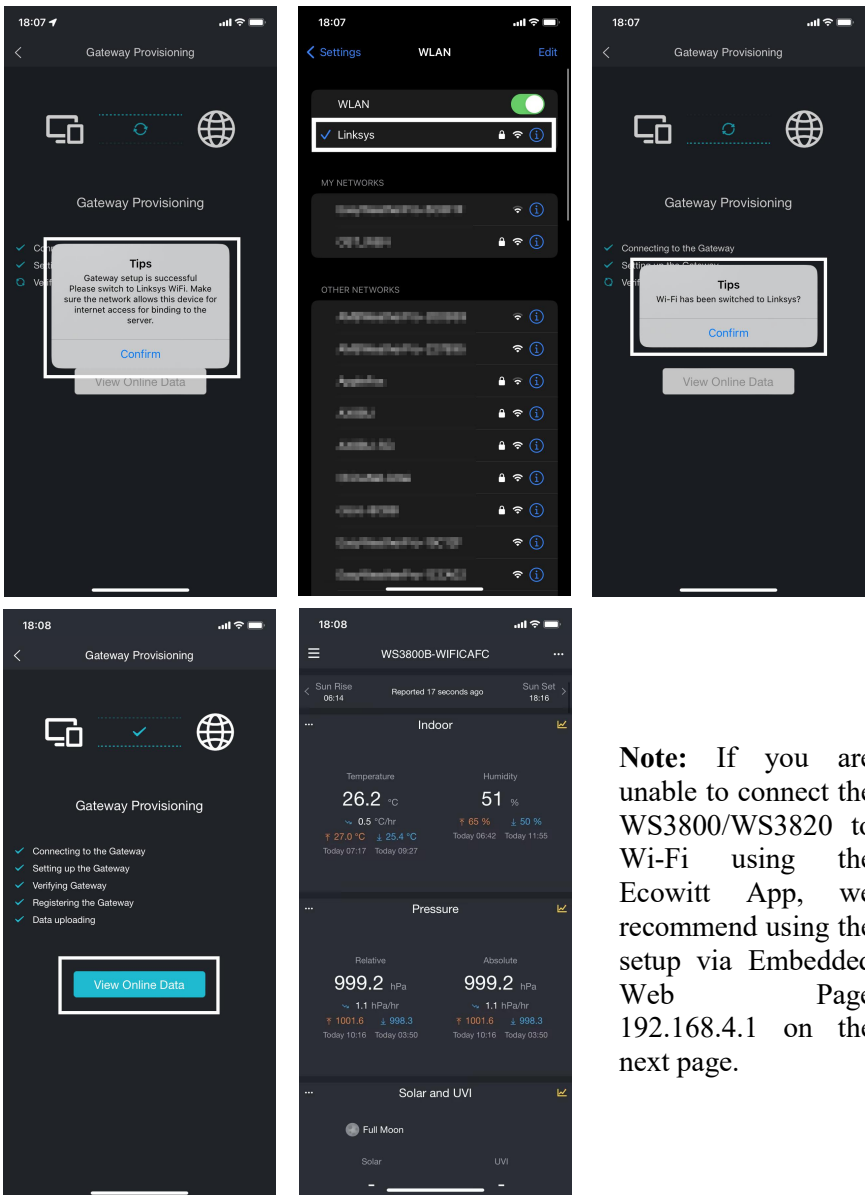 18:07
Gateway Provisioning
Gateway Provisioning
Tips
Gateway setup is successful
Please switch to Linksys WiFi. Make
sure the network allows this device for
internet access for binding to the
server.
Confirm
View Online Data
18:07
Settings
WLAN
Edit
WLAN
Linksys
MY NETWORKS
OTHER NETWORKS
18:07
Gateway Provisioning
Gateway Provisioning
Connecting to the Gateway
Setting up the Gateway
Tips
Wi-Fi has been switched to Linksys?
Confirm
View Online Data
18:08
Gateway Provisioning
Gateway Provisioning
Connecting to the Gateway
Setting up the Gateway
Verifying Gateway
Registering the Gateway
Data uploading
View Online Data
18:08
WS3800B-WIFICAFC
Sun Rise
06:14
Reported 17 seconds ago
Sun Set
18:16
Indoor
Temperature
Humidity
26.2 °C
51 %
0.5 °C/hr
65 %
50 %
27.0 °C
25.4 °C
Today 06:42
Today 11:55
Today 07:17
Today 09:27
Pressure
Relative
Absolute
999.2 hPa
999.2 hPa
1.1 hPa/hr
1.1 hPa/hr
1001.6
998.3
1001.6
998.3
Today 10:16
Today 03:50
Today 10:16
Today 03:50
Solar and UVI
Full Moon
Solar
UVI
-
-
Note: If you are
unable to connect the
WS3800/WS3820 to
Wi-Fi using the
Ecowitt App, we
recommend using the
setup via Embedded
Web Page
192.168.4.1 on the
next page.